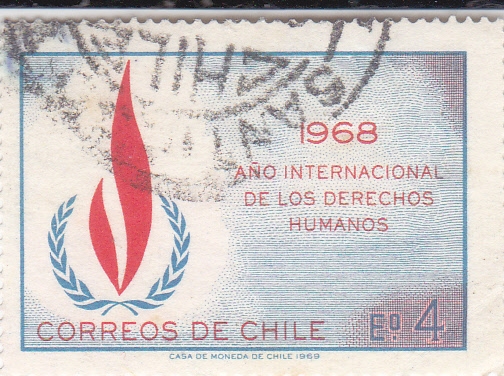 1968
AÑO INTERNACIONAL
DE LOS DERECHOS
HUMANOS
CORREOS DE CHILE Eº 4
CASA DE MONEDA DE CHILE 1969